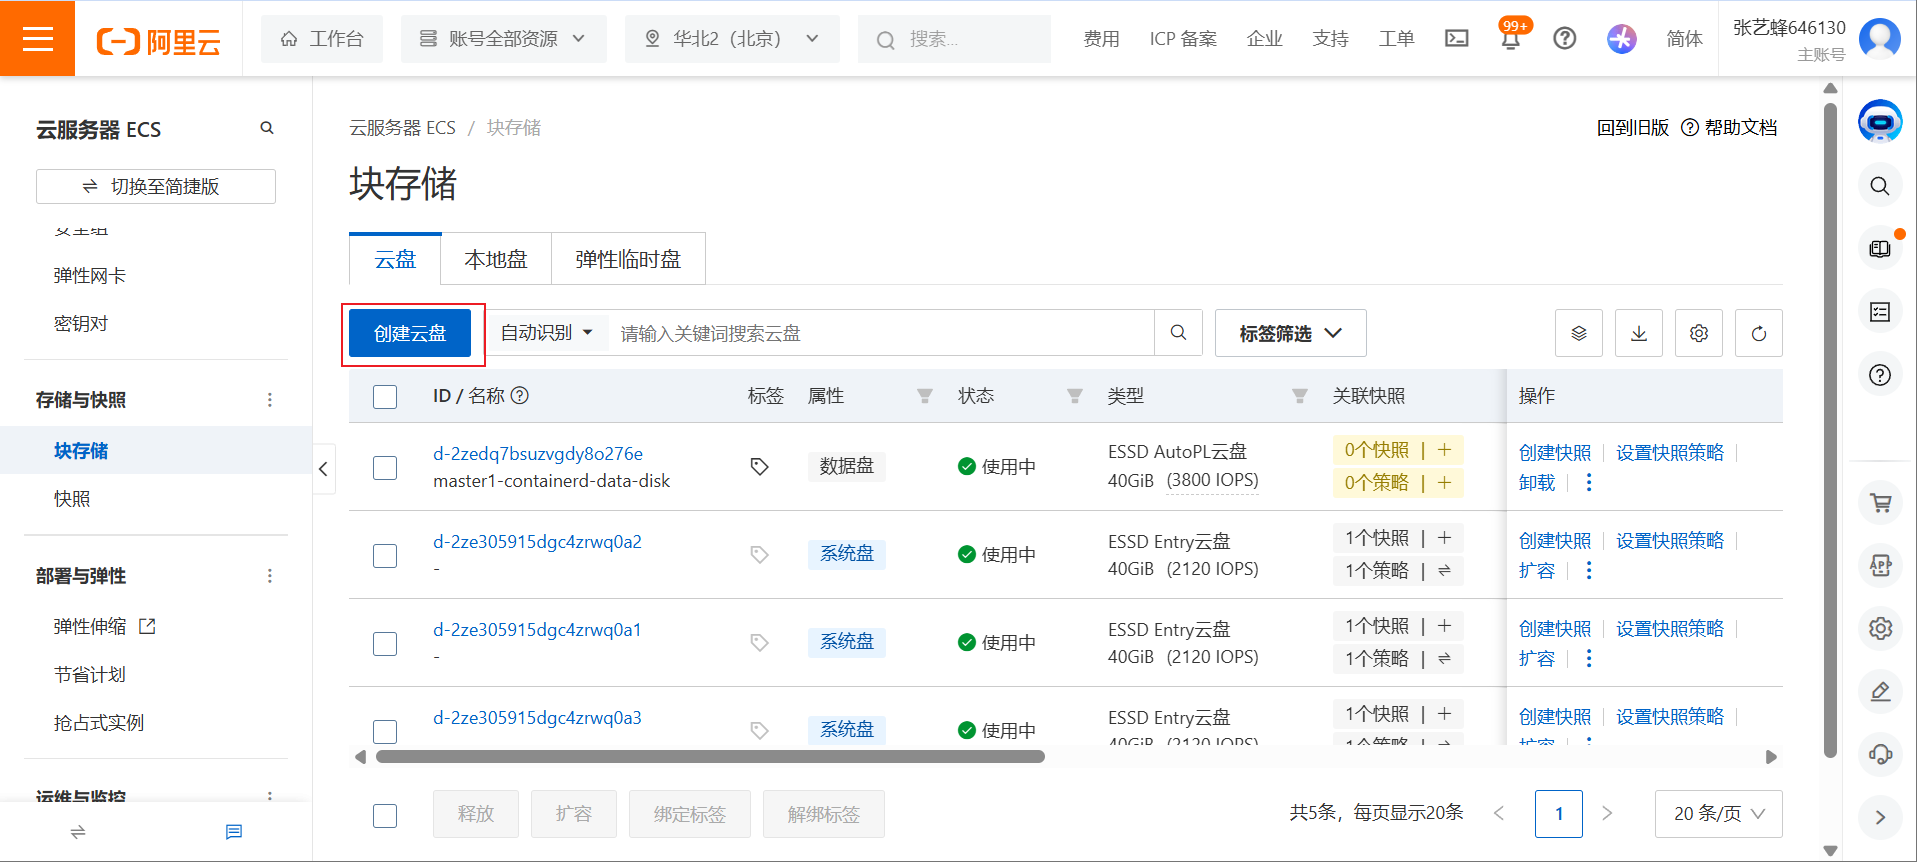 阿里云
工作台
账号全部资源
华北2（北京）
搜索...
费用
ICP 备案
企业
支持
工单
99+
简体
张艺蜂646130
主账号
云服务器 ECS
切换至简捷版
安全组
弹性网卡
密钥对
存储与快照
块存储
快照
部署与弹性
弹性伸缩
节省计划
抢占式实例
运维与监控
云服务器 ECS / 块存储
回到旧版
帮助文档
块存储
云盘
本地盘
弹性临时盘
创建云盘
自动识别
请输入关键词搜索云盘
标签筛选
ID / 名称 标签 属性 状态 类型 关联快照 操作
d-2zedq7bsuzvgdy8o276e
master1-containerd-data-disk
数据盘
使用中
ESSD AutoPL云盘
40GiB (3800 IOPS)
0个快照 | +
0个策略 | +
创建快照 | 设置快照策略 |
卸载 |
d-2ze305915dgc4zrwq0a2
-
系统盘
使用中
ESSD Entry云盘
40GiB (2120 IOPS)
1个快照 | +
1个策略 |
创建快照 | 设置快照策略 |
扩容 |
d-2ze305915dgc4zrwq0a1
-
系统盘
使用中
ESSD Entry云盘
40GiB (2120 IOPS)
1个快照 | +
1个策略 |
创建快照 | 设置快照策略 |
扩容 |
d-2ze305915dgc4zrwq0a3
系统盘
使用中
ESSD Entry云盘
40GiB (2120 IOPS)
1个快照 | +
1个策略 |
创建快照 | 设置快照策略 |
扩容
释放
扩容
绑定标签
解绑标签
共5条，每页显示20条
1
20 条/页
APP